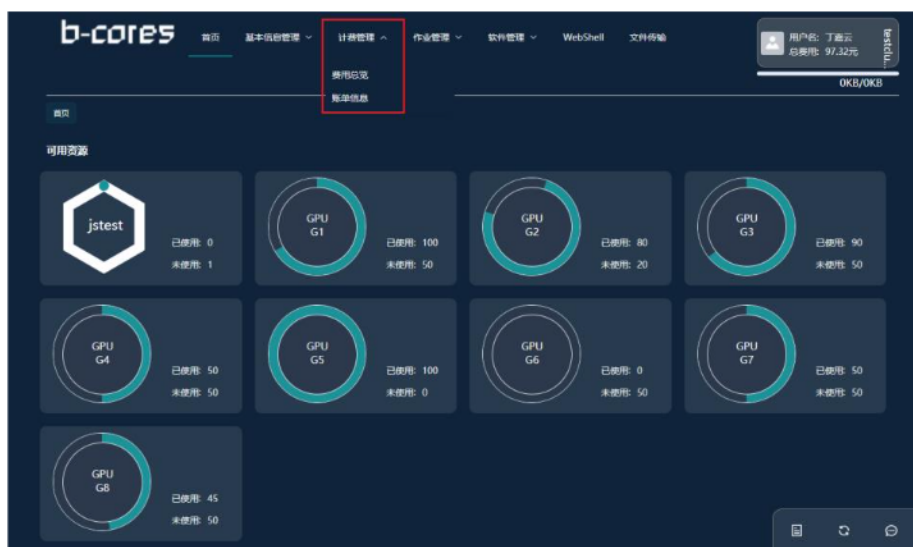 b-cores
首页 基本信息管理 计费管理 作业管理 软件管理 WebShell 文件传输
用户名: 丁嘉云
总费用: 97.32元
testclu...
0KB/0KB
费用总览
账单信息
首页
可用资源
jstest
已使用: 0
未使用: 1
GPU
G1
已使用: 100
未使用: 50
GPU
G2
已使用: 80
未使用: 20
GPU
G3
已使用: 90
未使用: 50
GPU
G4
已使用: 50
未使用: 50
GPU
G5
已使用: 100
未使用: 0
GPU
G6
已使用: 0
未使用: 50
GPU
G7
已使用: 50
未使用: 50
GPU
G8
已使用: 45
未使用: 50